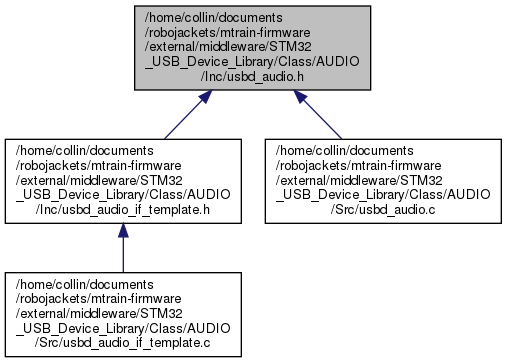 /home/collin/documents
/robojackets/mtrain-firmware
/external/middleware/STM32
_USB_Device_Library/Class/AUDIO
/Inc/usbd_audio.h
/home/collin/documents
/robojackets/mtrain-firmware
/external/middleware/STM32
_USB_Device_Library/Class/AUDIO
/Inc/usbd_audio_if_template.h
/home/collin/documents
/robojackets/mtrain-firmware
/external/middleware/STM32
_USB_Device_Library/Class/AUDIO
/Src/usbd_audio.c
/home/collin/documents
/robojackets/mtrain-firmware
/external/middleware/STM32
_USB_Device_Library/Class/AUDIO
/Src/usbd_audio_if_template.c